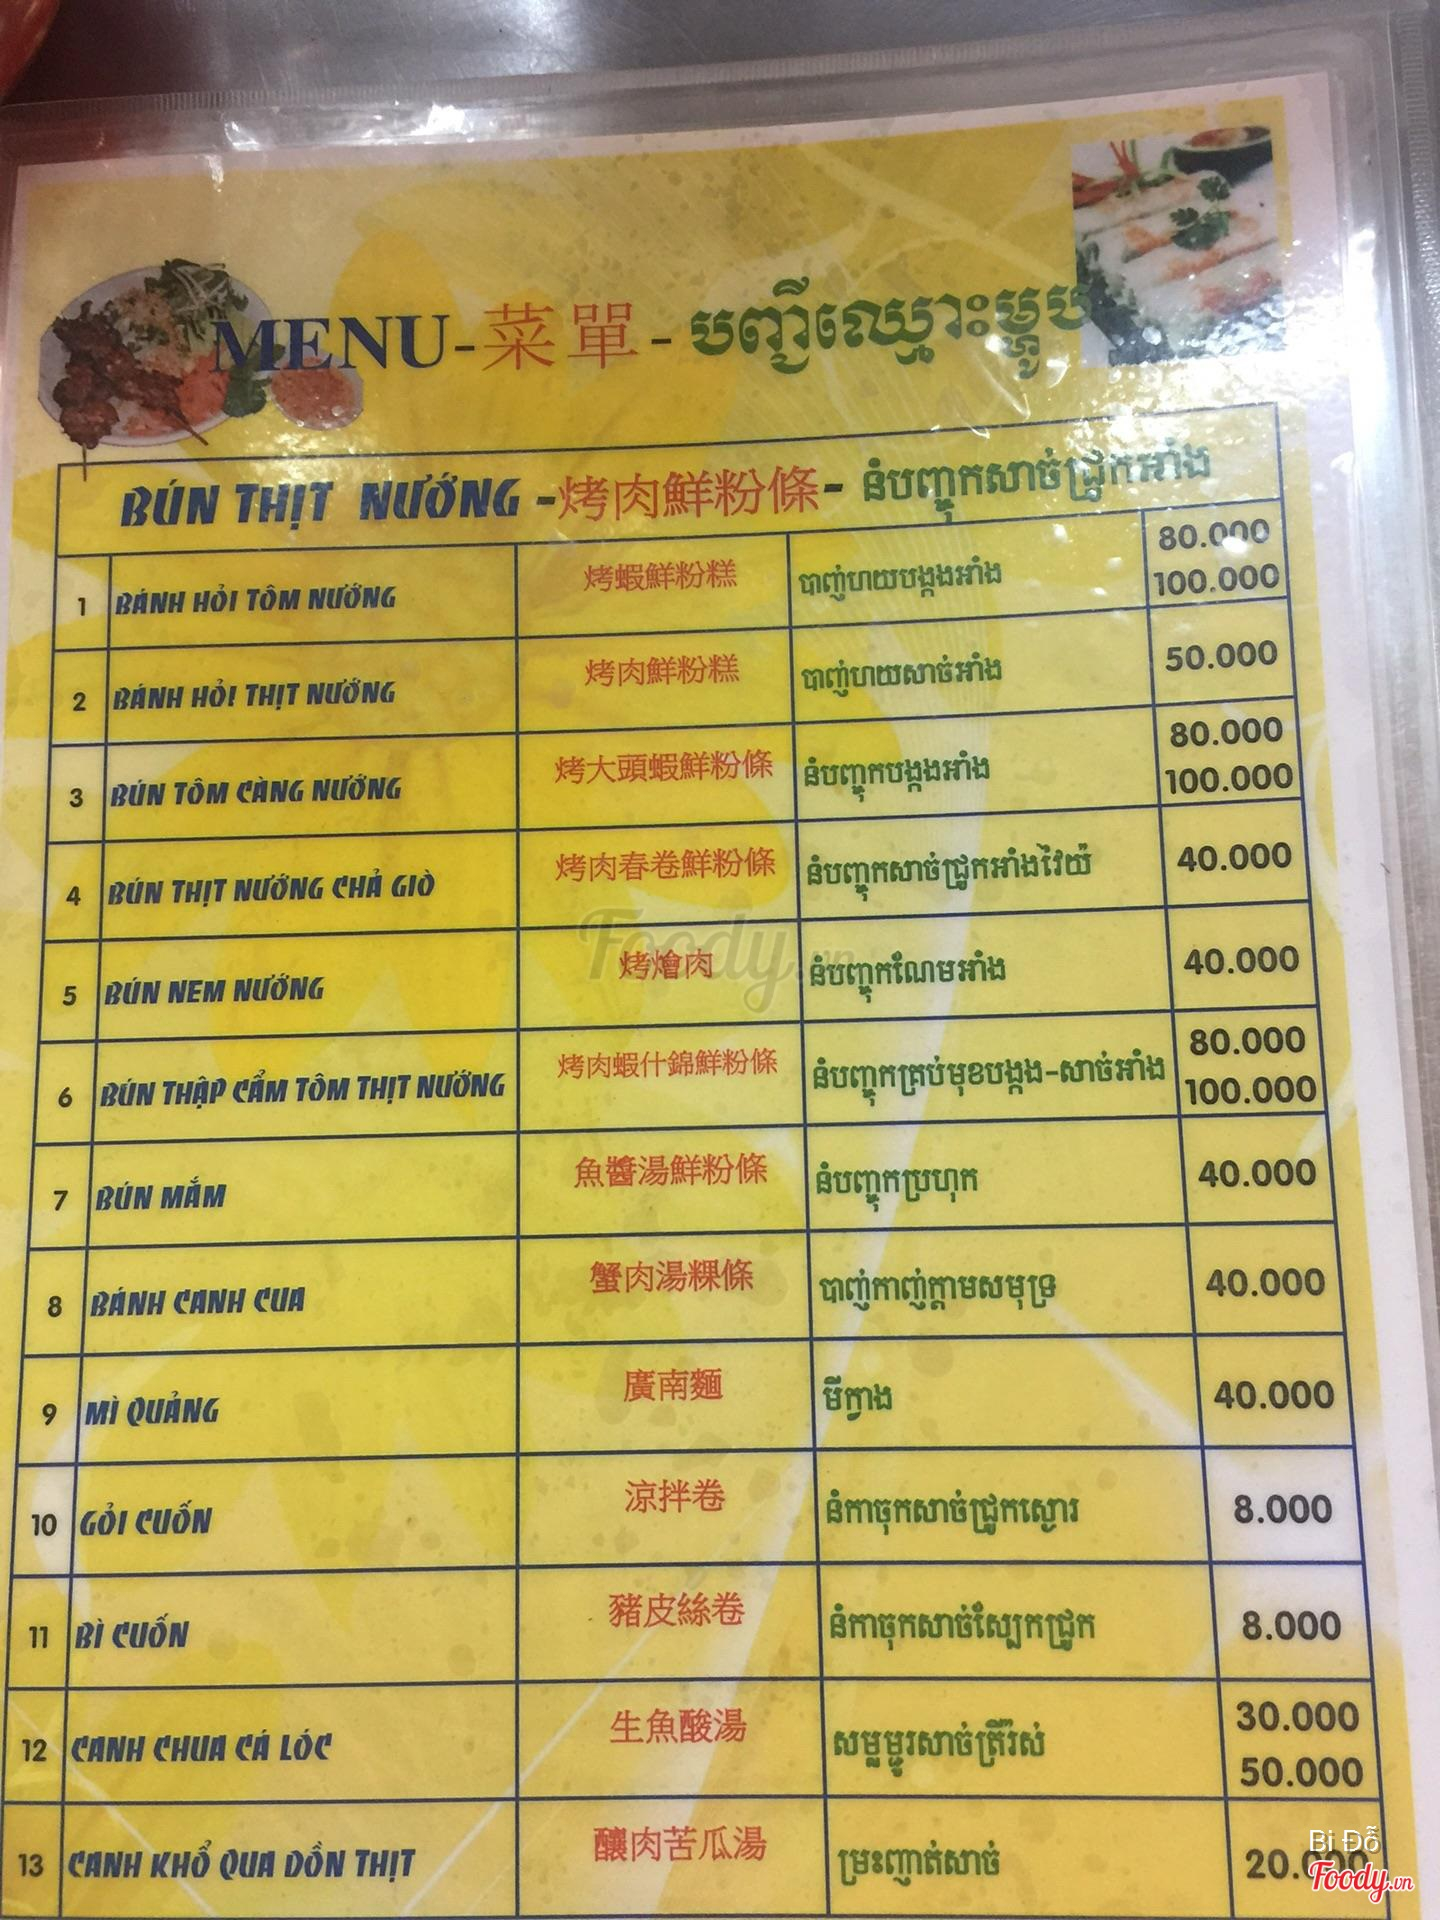 MENU - 菜單 - បញ្ជីឈ្មោះម្ហូប
BÚN THỊT NƯỚNG - 烤肉鮮粉條 - នំបញ្ចុកសាច់ជ្រូកអាំង
1 BÁNH HỎI TÔM NƯỚNG 烤蝦鮮粉糕 បាញ់ហយបង្កងអាំង 80.000
100.000
2 BÁNH HỎI THỊT NƯỚNG 烤肉鮮粉糕 បាញ់ហយសាច់អាំង 50.000
3 BÚN TÔM CÀNG NƯỚNG 烤大頭蝦鮮粉條 នំបញ្ចុកបង្កងអាំង 80.000
100.000
4 BÚN THỊT NƯỚNG CHẢ GIÒ 烤肉春卷鮮粉條 នំបញ្ចុកសាច់ជ្រូកអាំងវៃយ៉ 40.000
5 BÚN NEM NƯỚNG 烤燴肉 នំបញ្ចុកណែមអាំង 40.000
6 BÚN THẬP CẨM TÔM THỊT NƯỚNG 烤肉蝦什錦鮮粉條 នំបញ្ចុកគ្រប់មុខបង្កង-សាច់អាំង 80.000
100.000
7 BÚN MẮM 魚醬湯鮮粉條 នំបញ្ចុកប្រហុក 40.000
8 BÁNH CANH CUA 蟹肉湯粿條 បាញ់កាញ់ក្តាមសមុទ្រ 40.000
9 MÌ QUẢNG 廣南麵 មីក្វាង 40.000
10 GỎI CUỐN 涼拌卷 នំកាចុកសាច់ជ្រូកស្ងោរ 8.000
11 BÌ CUỐN 豬皮絲卷 នំកាចុកសាច់ស្បែកជ្រូក 8.000
12 CANH CHUA CÁ LÓC 生魚酸湯 សម្លម្ជូរសាច់ត្រីរ៉ស់ 30.000
50.000
13 CANH KHỔ QUA DỒN THỊT 釀肉苦瓜湯 ម្រះញាត់សាច់ 20.000
Foody.vn
Bi Đỗ
Foody.vn